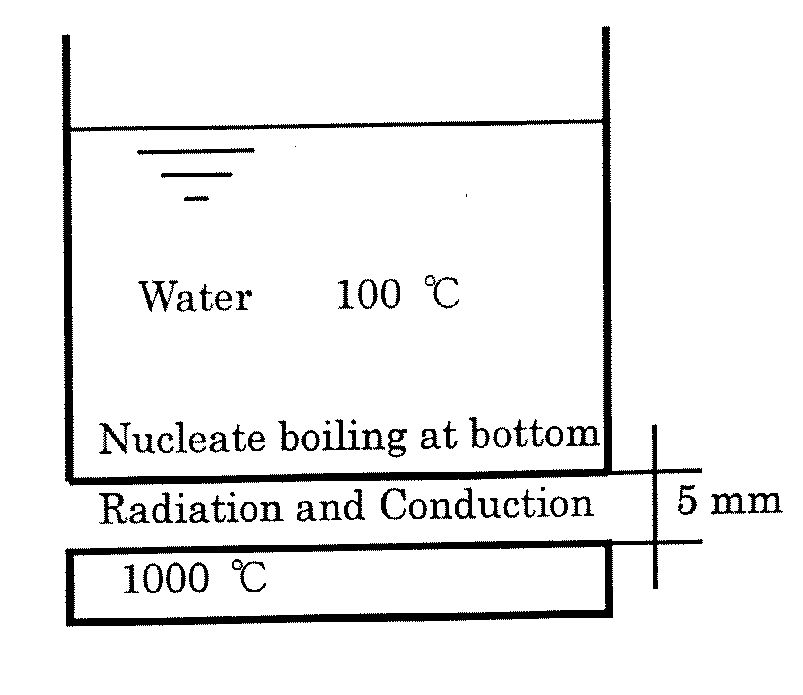 Water 100 ℃
Nucleate boiling at bottom
Radiation and Conduction
5 mm
1000 ℃